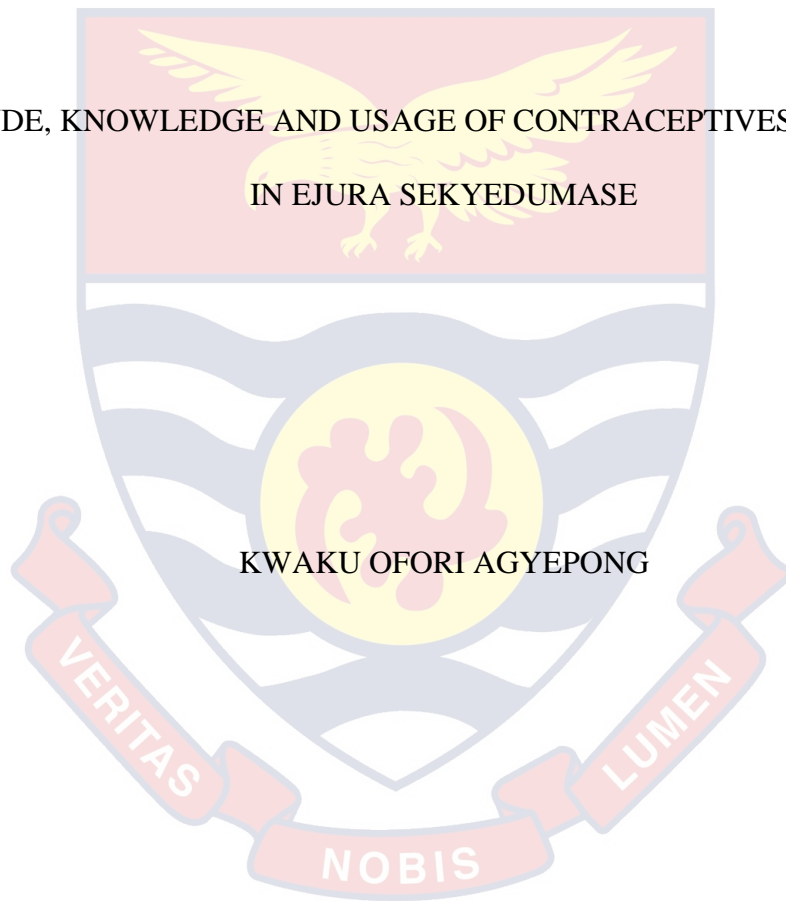 DE, KNOWLEDGE AND USAGE OF CONTRACEPTIVES
IN EJURA SEKYEDUMASE
KWAKU OFORI AGYEPONG
VERITAS
NOBIS
LUMEN